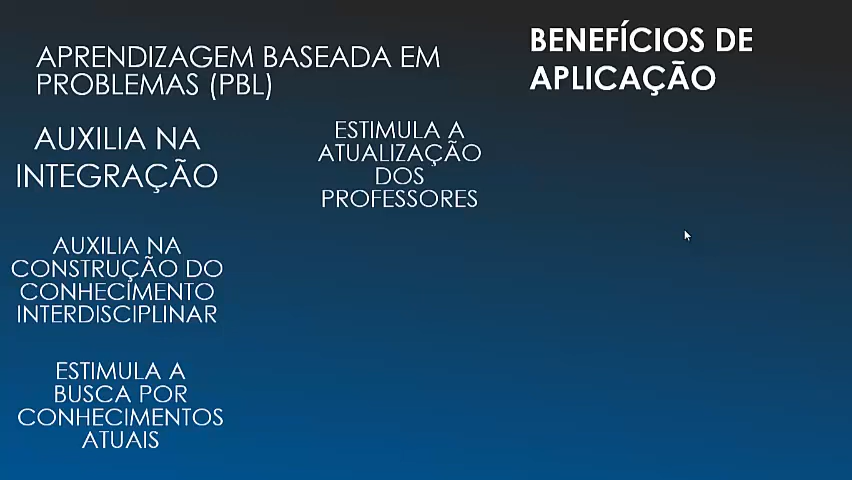 APRENDIZAGEM BASEADA EM
PROBLEMAS (PBL)
BENEFÍCIOS DE
APLICAÇÃO
AUXILIA NA
INTEGRAÇÃO
AUXILIA NA
CONSTRUÇÃO DO
CONHECIMENTO
INTERDISCIPLINAR
ESTIMULA A
BUSCA POR
CONHECIMENTOS
ATUAIS
ESTIMULA A
ATUALIZAÇÃO
DOS
PROFESSORES